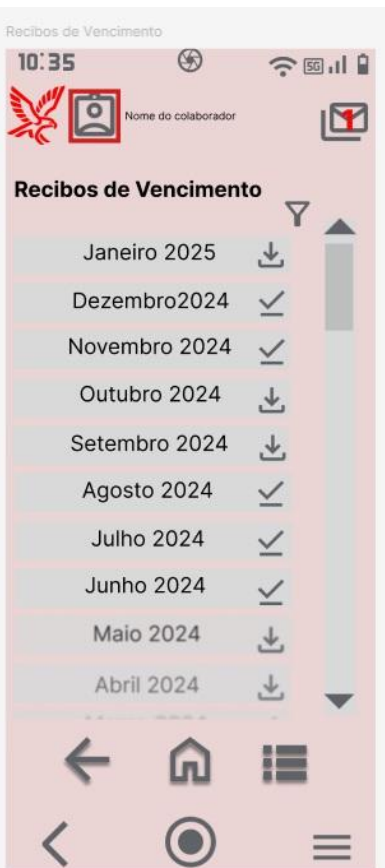 Recibos de Vencimento
10:35
5G
Nome do colaborador
1
Recibos de Vencimento
Janeiro 2025
Dezembro2024
Novembro 2024
Outubro 2024
Setembro 2024
Agosto 2024
Julho 2024
Junho 2024
Maio 2024
Abril 2024